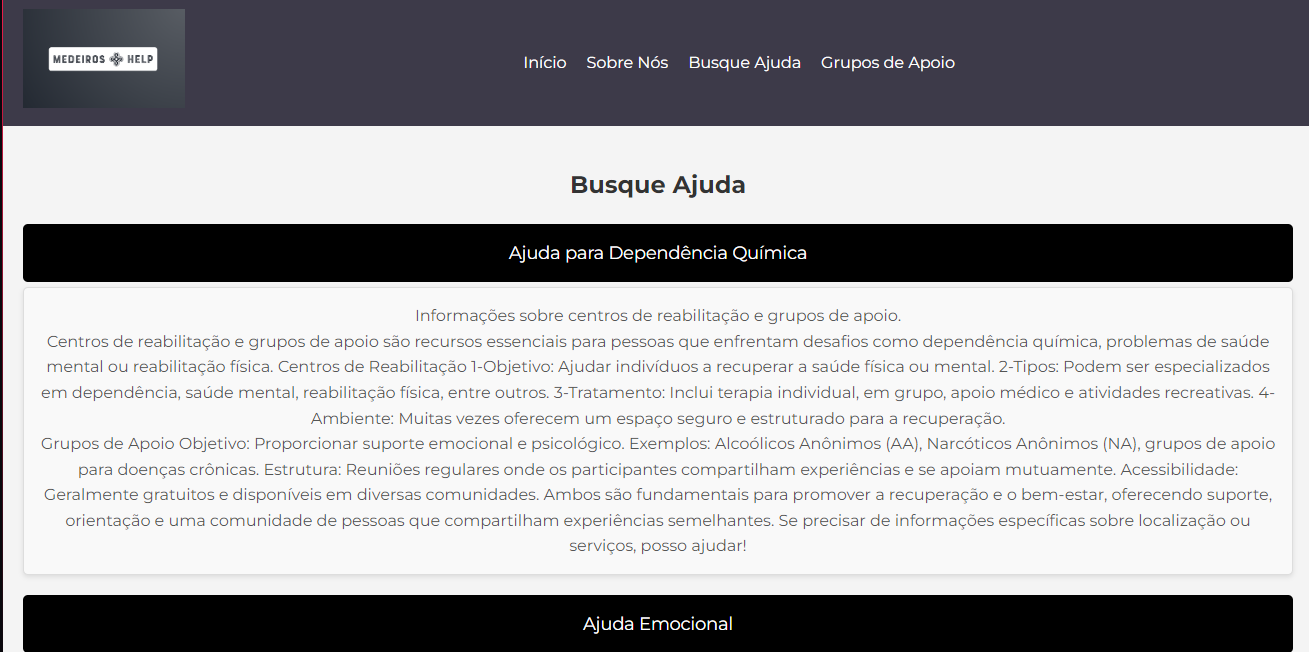 MEDEIROS HELP
Início Sobre Nós Busque Ajuda Grupos de Apoio
Busque Ajuda
Ajuda para Dependência Química
Informações sobre centros de reabilitação e grupos de apoio.
Centros de reabilitação e grupos de apoio são recursos essenciais para pessoas que enfrentam desafios como dependência química, problemas de saúde
mental ou reabilitação física. Centros de Reabilitação 1-Objetivo: Ajudar indivíduos a recuperar a saúde física ou mental. 2-Tipos: Podem ser especializados
em dependência, saúde mental, reabilitação física, entre outros. 3-Tratamento: Inclui terapia individual, em grupo, apoio médico e atividades recreativas. 4-
Ambiente: Muitas vezes oferecem um espaço seguro e estruturado para a recuperação.
Grupos de Apoio Objetivo: Proporcionar suporte emocional e psicológico. Exemplos: Alcoólicos Anônimos (AA), Narcóticos Anônimos (NA), grupos de apoio
para doenças crônicas. Estrutura: Reuniões regulares onde os participantes compartilham experiências e se apoiam mutuamente. Acessibilidade:
Geralmente gratuitos e disponíveis em diversas comunidades. Ambos são fundamentais para promover a recuperação e o bem-estar, oferecendo suporte,
orientação e uma comunidade de pessoas que compartilham experiências semelhantes. Se precisar de informações específicas sobre localização ou
serviços, posso ajudar!
Ajuda Emocional